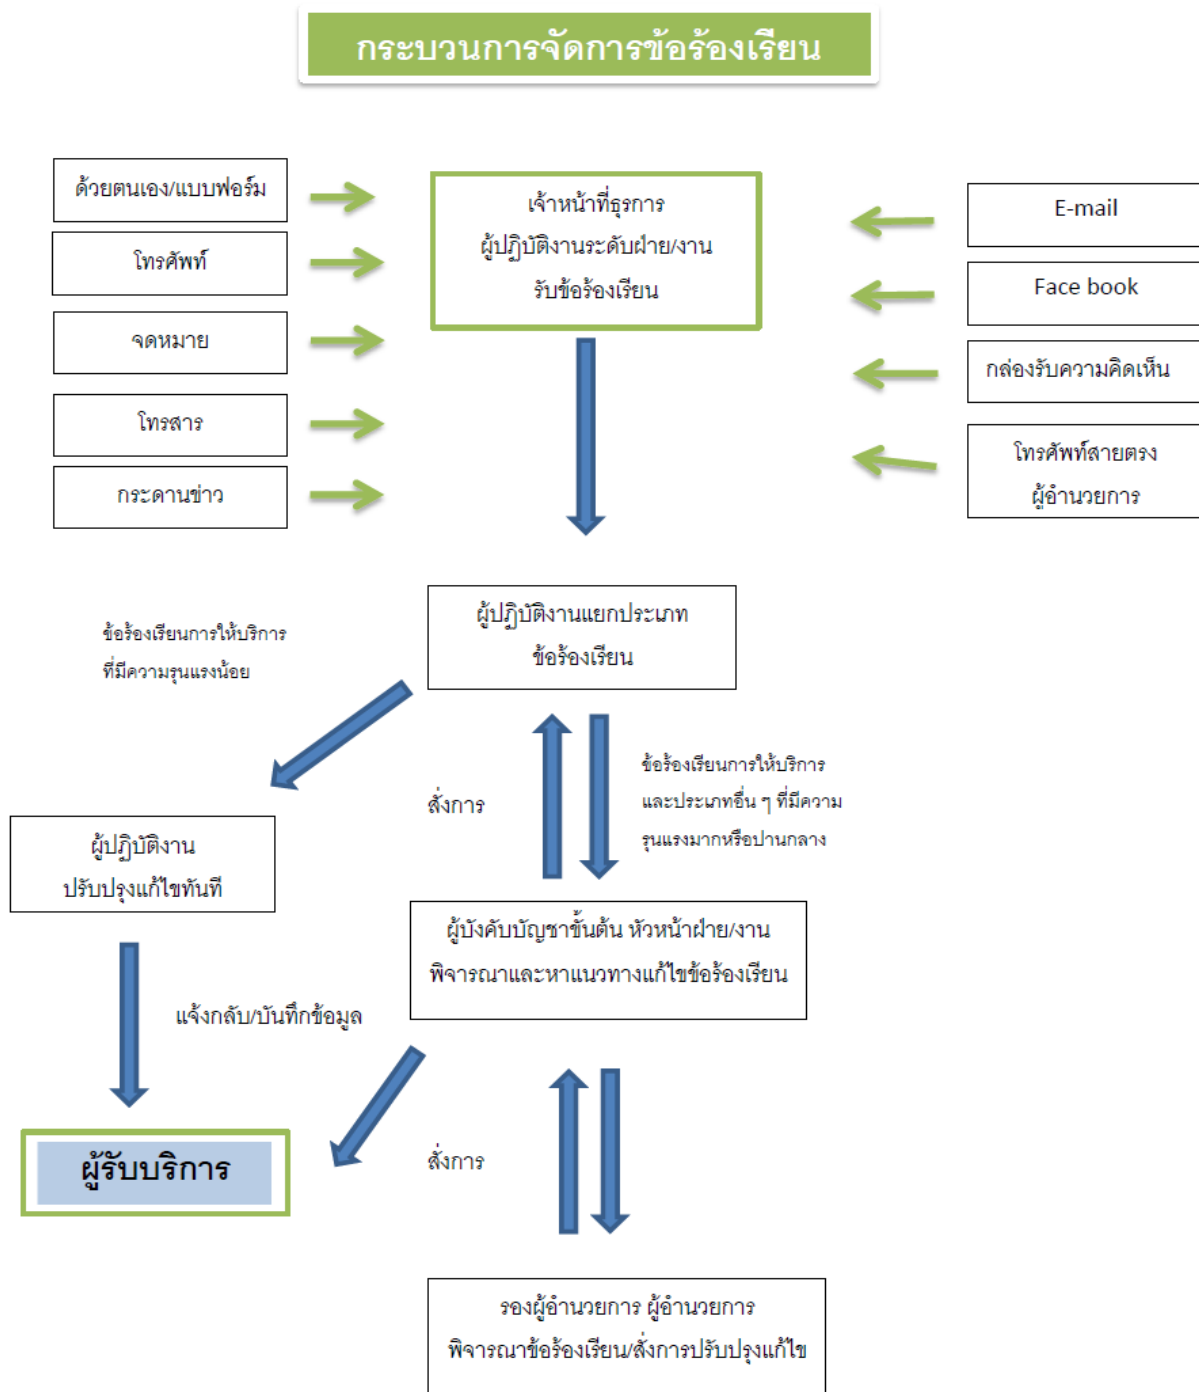 กระบวนการจัดการข้อร้องเรียน
ด้วยตนเอง/แบบฟอร์ม
โทรศัพท์
จดหมาย
โทรสาร
กระดานข่าว
เจ้าหน้าที่ธุรการ
ผู้ปฏิบัติงานระดับฝ่าย/งาน
รับข้อร้องเรียน
E-mail
Face book
กล่องรับความคิดเห็น
โทรศัพท์สายตรง
ผู้อำนวยการ
ผู้ปฏิบัติงานแยกประเภท
ข้อร้องเรียน
ข้อร้องเรียนการให้บริการ
ที่มีความรุนแรงน้อย
สั่งการ
ข้อร้องเรียนการให้บริการ
และประเภทอื่น ๆ ที่มีความ
รุนแรงมากหรือปานกลาง
ผู้ปฏิบัติงาน
ปรับปรุงแก้ไขทันที
ผู้บังคับบัญชาขั้นต้น หัวหน้าฝ่าย/งาน
พิจารณาและหาแนวทางแก้ไขข้อร้องเรียน
แจ้งกลับ/บันทึกข้อมูล
ผู้รับบริการ
สั่งการ
รองผู้อำนวยการ ผู้อำนวยการ
พิจารณาข้อร้องเรียน/สั่งการปรับปรุงแก้ไข